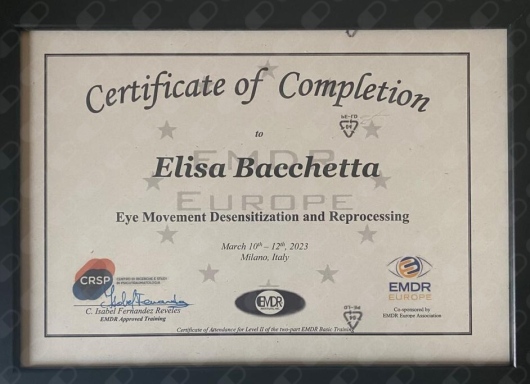 Certificate of Completion
to
EMDR
Elisa Bacchetta
EUROPE
Eye Movement Desensitization and Reprocessing
March 10th – 12th, 2023
Milano, Italy
CRSP
C. Isabel Fernandez Reveles
EMDR Approved Training
EMDR
EMDR
EUROPE
Co-sponsored by
EMDR Europe Association
Certificate of Attendance for Level II of the two-part EMDR Basic Training